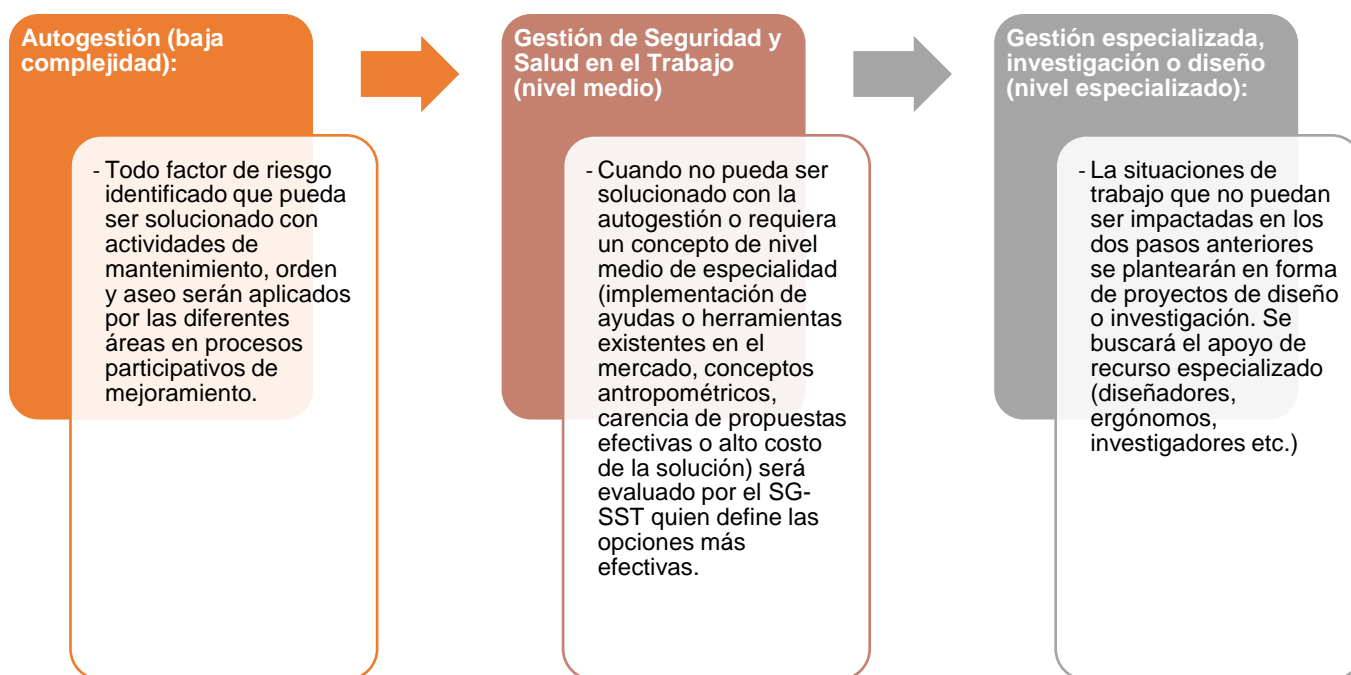 Autogestión (baja
complejidad):
- Todo factor de riesgo
identificado que pueda
ser solucionado con
actividades de
mantenimiento, orden
y aseo serán aplicados
por las diferentes
áreas en procesos
participativos de
mejoramiento.
Gestión de Seguridad y
Salud en el Trabajo
(nivel medio)
- Cuando no pueda ser
solucionado con la
autogestión o requiera
un concepto de nivel
medio de especialidad
(implementación de
ayudas o herramientas
existentes en el
mercado, conceptos
antropométricos,
carencia de propuestas
efectivas o alto costo
de la solución) será
evaluado por el SG-
SST quien define las
opciones más
efectivas.
Gestión especializada,
investigación o diseño
(nivel especializado):
- La situaciones de
trabajo que no puedan
ser impactadas en los
dos pasos anteriores
se plantearán en forma
de proyectos de diseño
o investigación. Se
buscará el apoyo de
recurso especializado
(diseñadores,
ergónomos,
investigadores etc.)